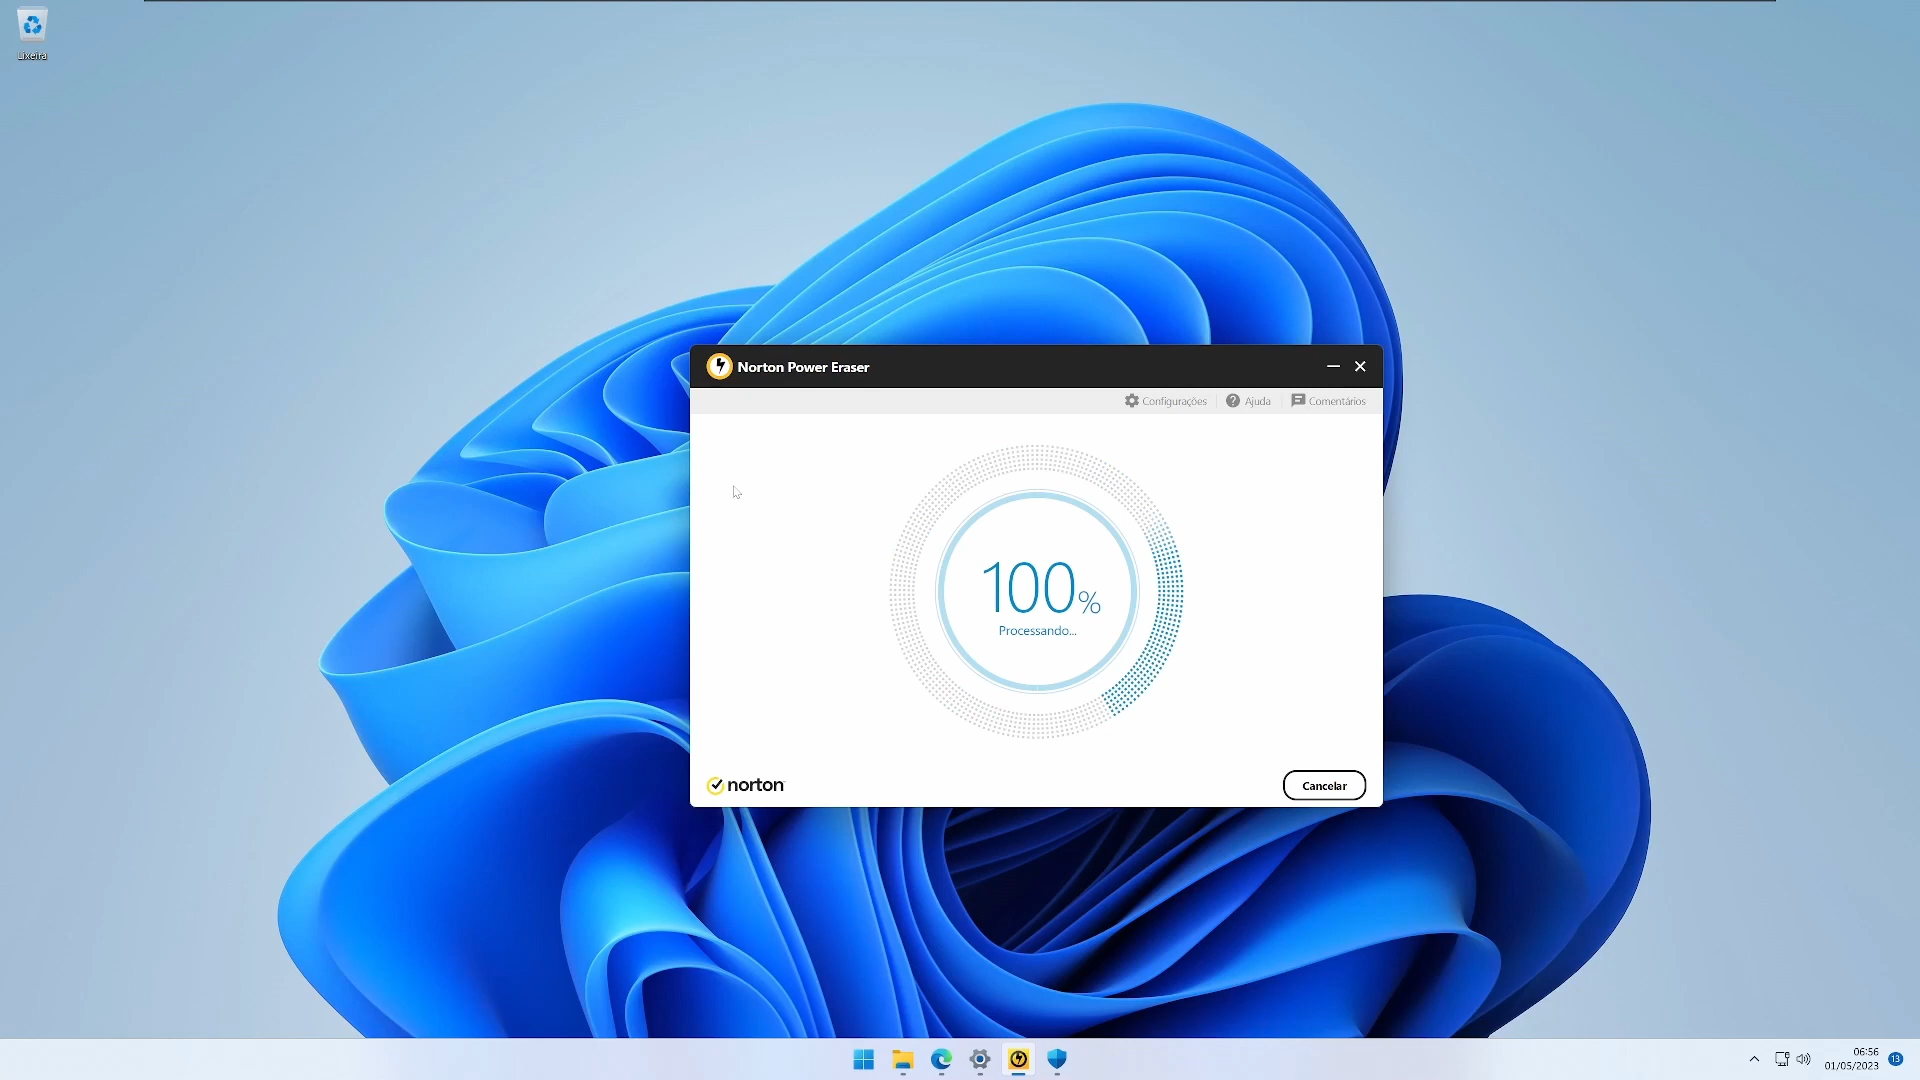 Lixeira
Norton Power Eraser
Configurações
Ajuda
Comentários
100%
Processando...
norton
Cancelar
06:56
01/05/2023
13